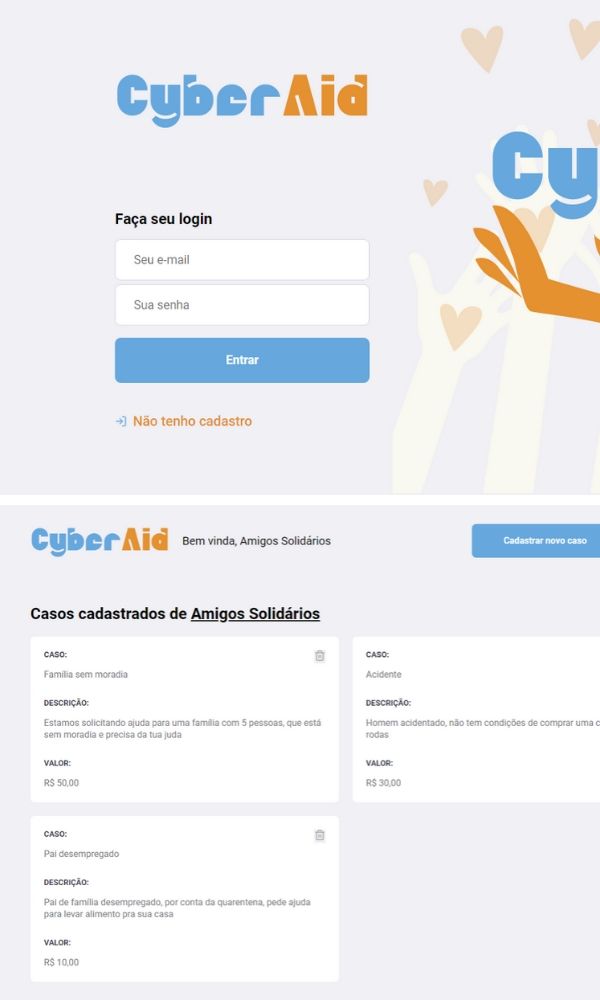 CyberAid
Cy
Faça seu login
Seu e-mail
Sua senha
Entrar
Não tenho cadastro
CyberAid
Bem vinda, Amigos Solidários
Cadastrar novo caso
Casos cadastrados de Amigos Solidários
CASO:
Família sem moradia
DESCRIÇÃO:
Estamos solicitando ajuda para uma família com 5 pessoas, que está
sem moradia e precisa da tua juda
VALOR:
R$ 50,00
CASO:
Acidente
DESCRIÇÃO:
Homem acidentado, não tem condições de comprar uma c
rodas
VALOR:
R$ 30,00
CASO:
Pai desempregado
DESCRIÇÃO:
Pai de família desempregado, por conta da quarentena, pede ajuda
para levar alimento pra sua casa
VALOR:
R$ 10,00